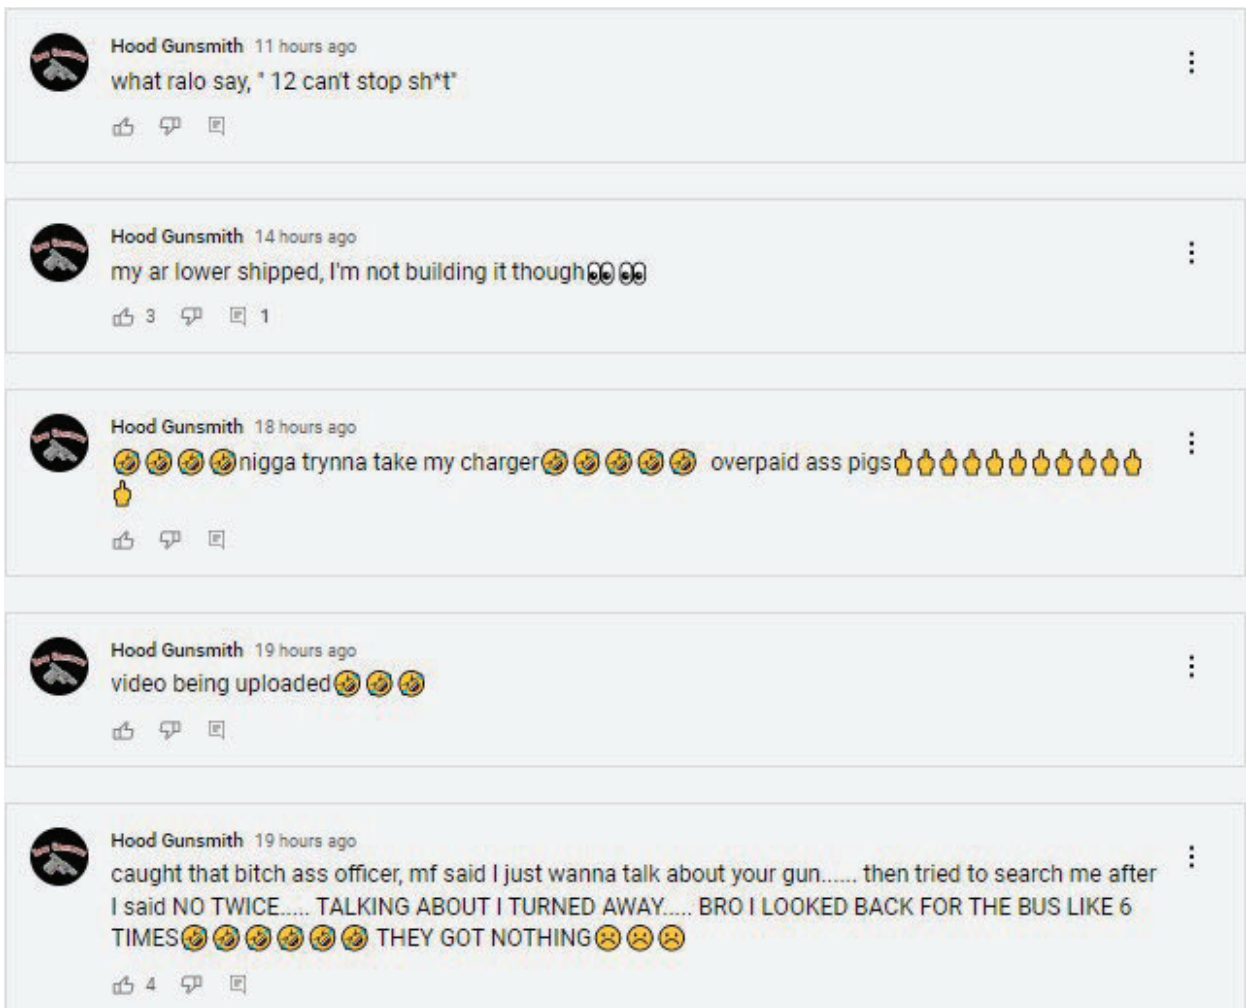 Hood Gunsmith 11 hours ago
what ralo say, " 12 can't stop sh*t"
Hood Gunsmith 14 hours ago
my ar lower shipped, I'm not building it though👀👀
3 1
Hood Gunsmith 18 hours ago
🤣🤣🤣🤣nigga trynna take my charger🤣🤣🤣🤣🤣 overpaid ass pigs🖕🖕🖕🖕🖕🖕🖕🖕🖕🖕🖕
🖕
Hood Gunsmith 19 hours ago
video being uploaded🤣🤣🤣
Hood Gunsmith 19 hours ago
caught that bitch ass officer, mf said I just wanna talk about your gun...... then tried to search me after
I said NO TWICE..... TALKING ABOUT I TURNED AWAY..... BRO I LOOKED BACK FOR THE BUS LIKE 6
TIMES🤣🤣🤣🤣🤣🤣 THEY GOT NOTHING☹️☹️☹️
4